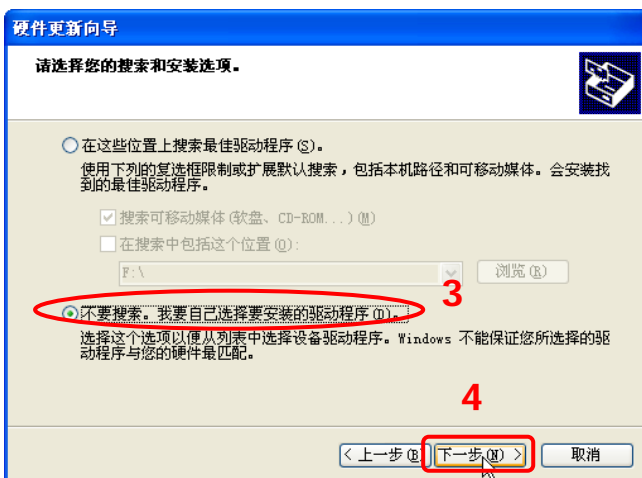 硬件更新向导
请选择您的搜索和安装选项。
在这些位置上搜索最佳驱动程序(S)。
使用下列的复选框限制或扩展默认搜索，包括本机路径和可移动媒体。会安装找
到的最佳驱动程序。
搜索可移动媒体(软盘、CD-ROM...)(M)
在搜索中包括这个位置(O):
F:\
浏览(R)
3
不要搜索。我要自己选择要安装的驱动程序(D)。
选择这个选项以便从列表中选择设备驱动程序。Windows 不能保证您所选择的驱
动程序与您的硬件最匹配。
4
< 上一步(B)
下一步(N) >
取消